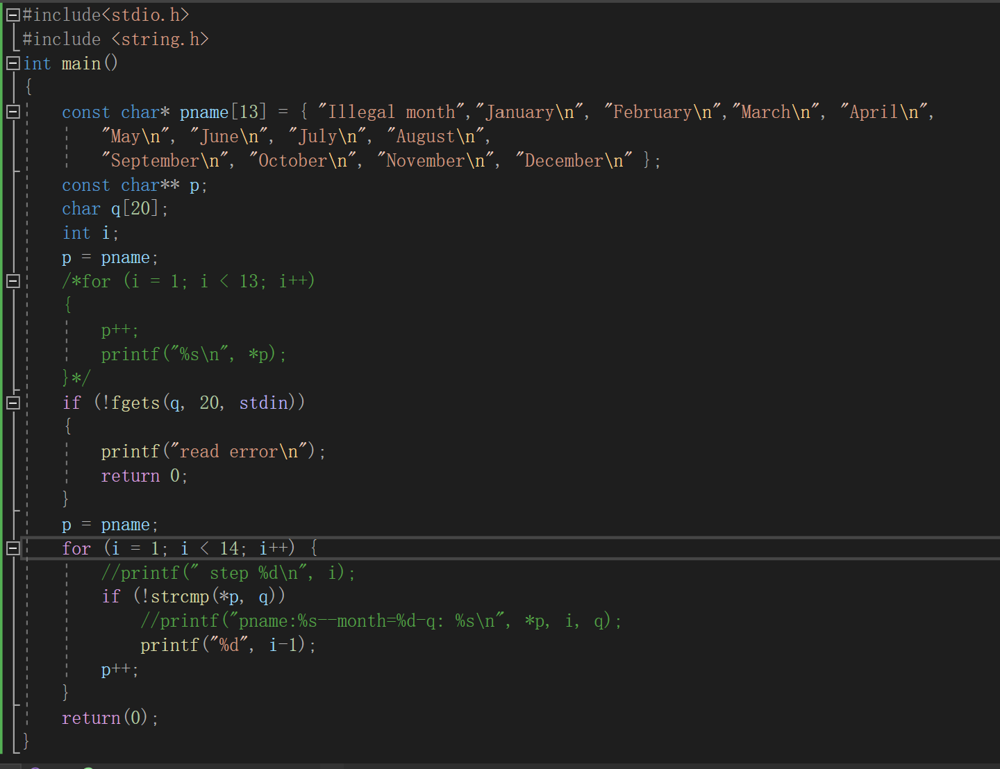 #include<stdio.h>
#include <string.h>
int main()
{
const char* pname[13] = { "Illegal month","January\n", "February\n","March\n", "April\n",
"May\n", "June\n", "July\n", "August\n",
"September\n", "October\n", "November\n", "December\n" };
const char** p;
char q[20];
int i;
p = pname;
/*for (i = 1; i < 13; i++)
{
p++;
printf("%s\n", *p);
}*/
if (!fgets(q, 20, stdin))
{
printf("read error\n");
return 0;
}
p = pname;
for (i = 1; i < 14; i++) {
//printf(" step %d\n", i);
if (!strcmp(*p, q))
//printf("pname:%s--month=%d-q: %s\n", *p, i, q);
printf("%d", i-1);
p++;
}
return(0);
}